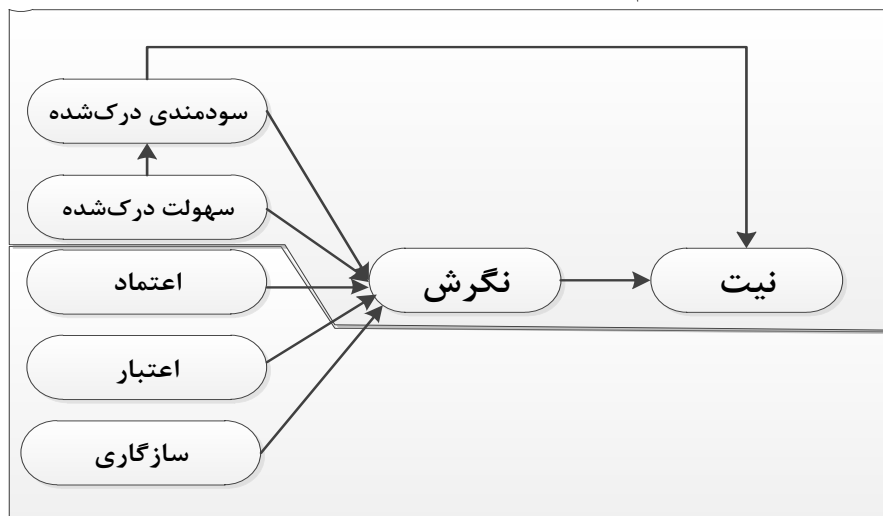 سودمندی درک‌شده
سهولت درک‌شده
اعتماد
نگرش
نیت
اعتبار
سازگاری